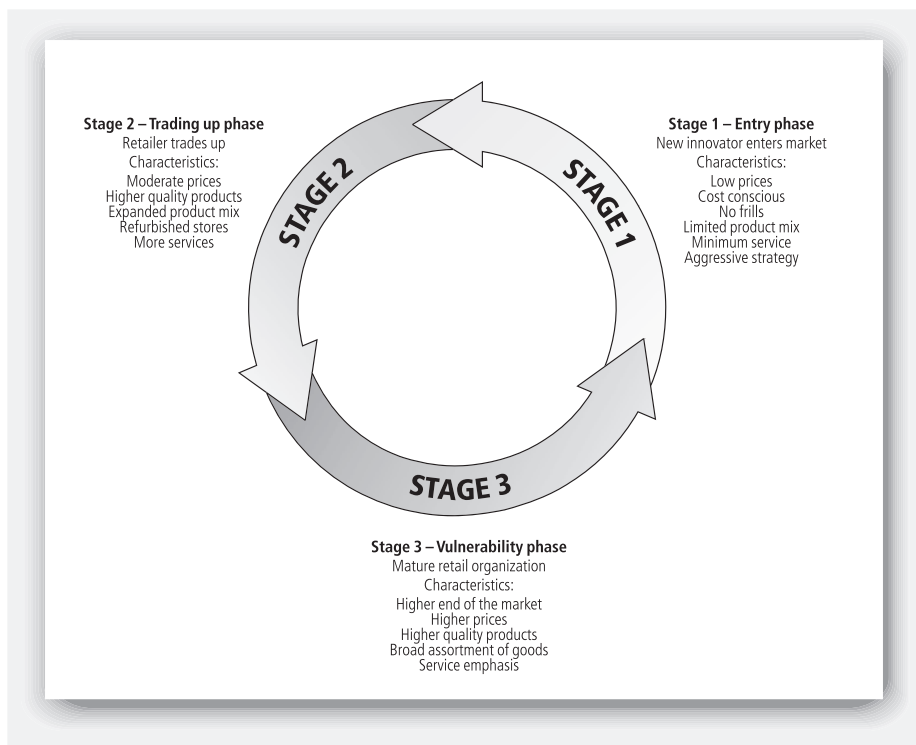 Stage 2 – Trading up phase
Retailer trades up
Characteristics:
Moderate prices
Higher quality products
Expanded product mix
Refurbished stores
More services
Stage 1 – Entry phase
New innovator enters market
Characteristics:
Low prices
Cost conscious
No frills
Limited product mix
Minimum service
Aggressive strategy
STAGE 2
STAGE 1
STAGE 3
Stage 3 – Vulnerability phase
Mature retail organization
Characteristics:
Higher end of the market
Higher prices
Higher quality products
Broad assortment of goods
Service emphasis